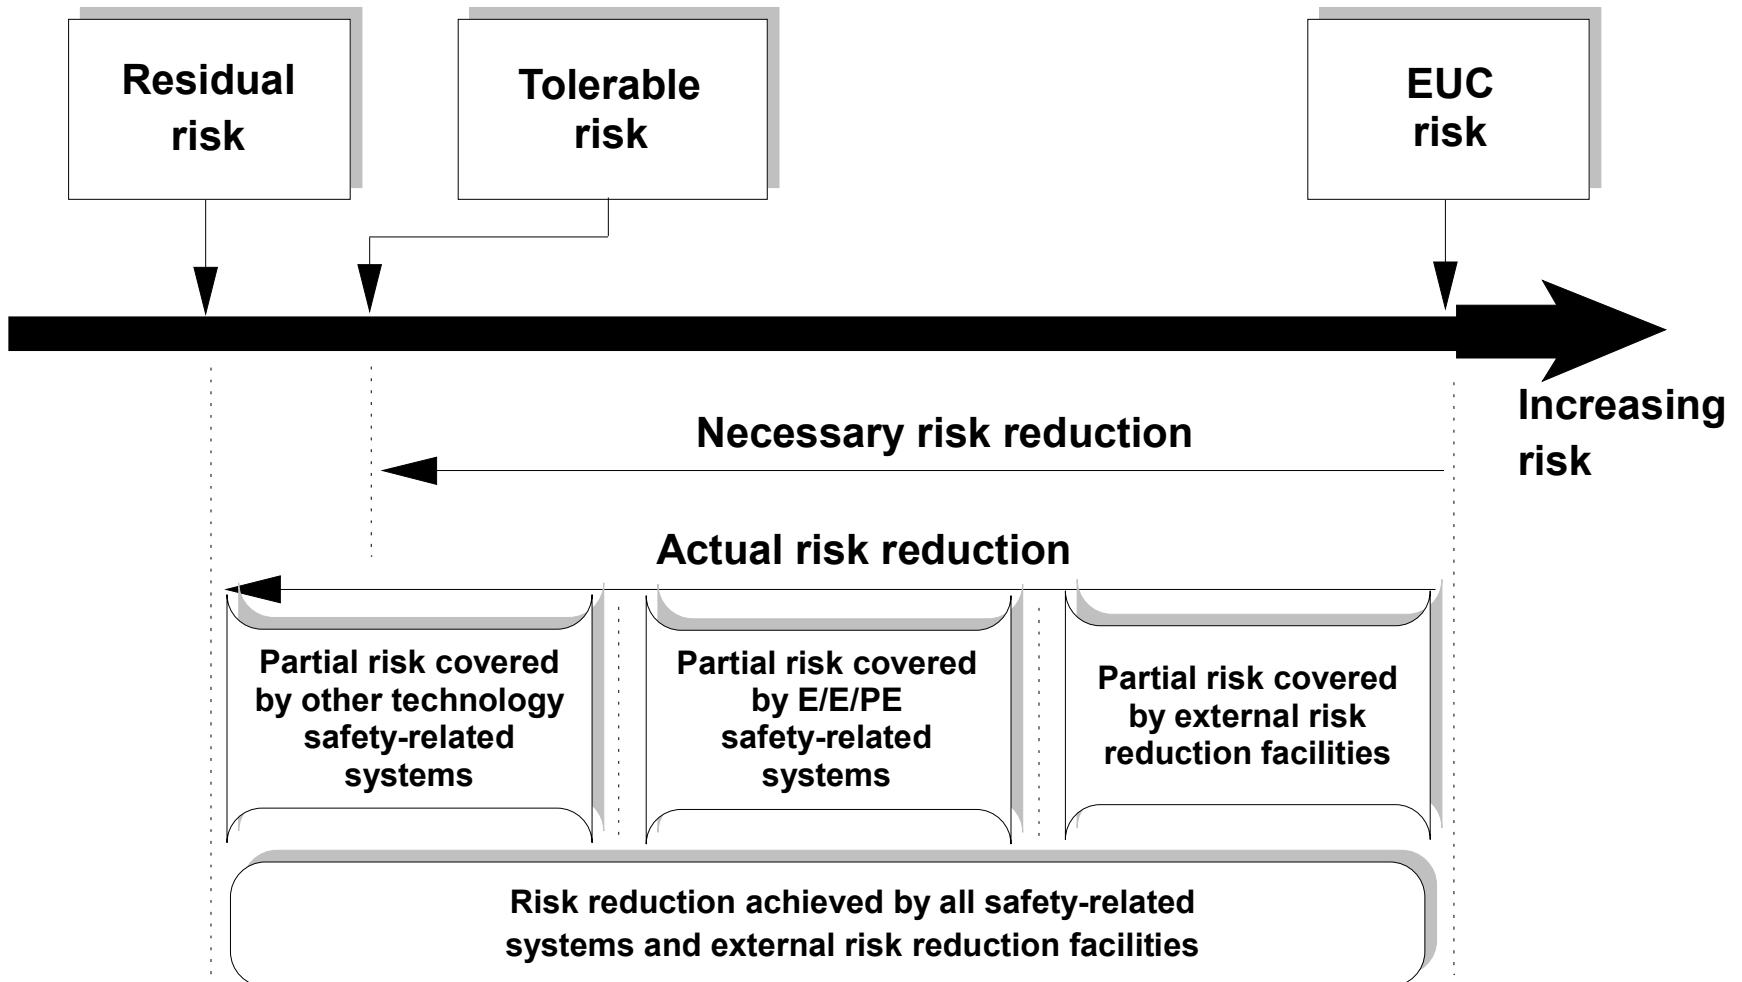 Residual
risk
Tolerable
risk
EUC
risk
Increasing
risk
Necessary risk reduction
Actual risk reduction
Partial risk covered
by other technology
safety-related
systems
Partial risk covered
by E/E/PE
safety-related
systems
Partial risk covered
by external risk
reduction facilities
Risk reduction achieved by all safety-related
systems and external risk reduction facilities